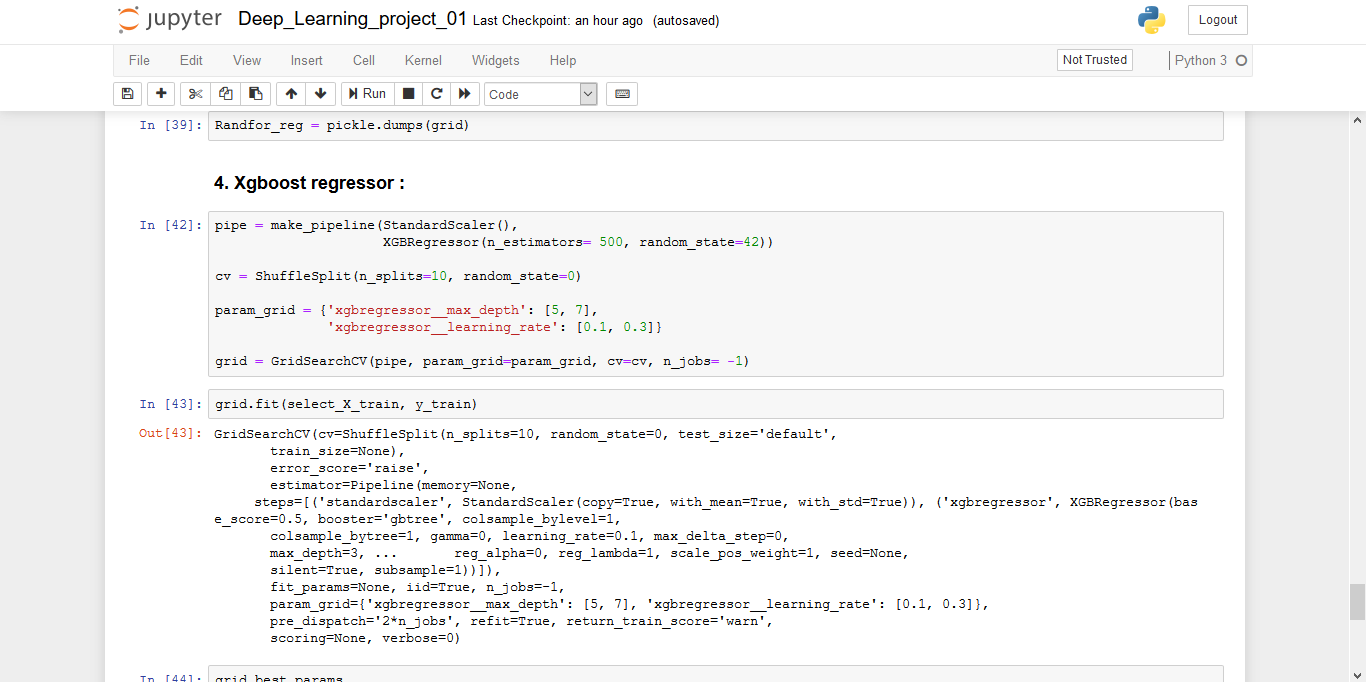 jupyter Deep_Learning_project_01 Last Checkpoint: an hour ago (autosaved)
Logout
File Edit View Insert Cell Kernel Widgets Help Not Trusted Python 3
Run Code
In [39]: Randfor_reg = pickle.dumps(grid)
4. Xgboost regressor :
In [42]: pipe = make_pipeline(StandardScaler(),
XGBRegressor(n_estimators= 500, random_state=42))
cv = ShuffleSplit(n_splits=10, random_state=0)
param_grid = {'xgbregressor__max_depth': [5, 7],
'xgbregressor__learning_rate': [0.1, 0.3]}
grid = GridSearchCV(pipe, param_grid=param_grid, cv=cv, n_jobs= -1)
In [43]: grid.fit(select_X_train, y_train)
Out[43]: GridSearchCV(cv=ShuffleSplit(n_splits=10, random_state=0, test_size='default',
train_size=None),
error_score='raise',
estimator=Pipeline(memory=None,
steps=[('standardscaler', StandardScaler(copy=True, with_mean=True, with_std=True)), ('xgbregressor', XGBRegressor(bas
e_score=0.5, booster='gbtree', colsample_bylevel=1,
colsample_bytree=1, gamma=0, learning_rate=0.1, max_delta_step=0,
max_depth=3, ... reg_alpha=0, reg_lambda=1, scale_pos_weight=1, seed=None,
silent=True, subsample=1))]),
fit_params=None, iid=True, n_jobs=-1,
param_grid={'xgbregressor__max_depth': [5, 7], 'xgbregressor__learning_rate': [0.1, 0.3]},
pre_dispatch='2*n_jobs', refit=True, return_train_score='warn',
scoring=None, verbose=0)
In [44]: grid.best_params_